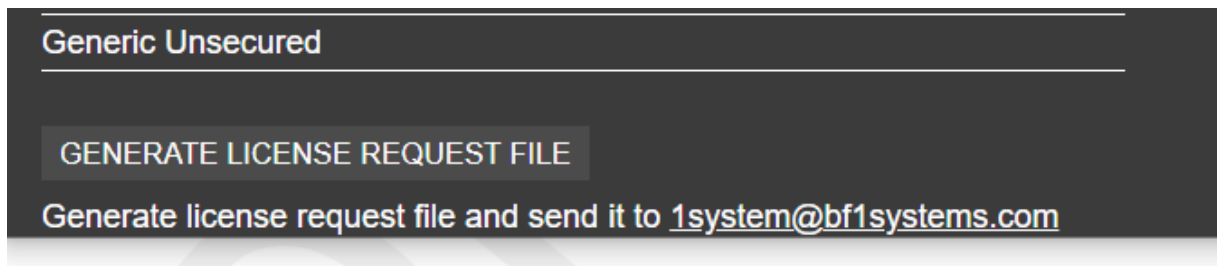 Generic Unsecured
GENERATE LICENSE REQUEST FILE
Generate license request file and send it to 1system@bf1systems.com